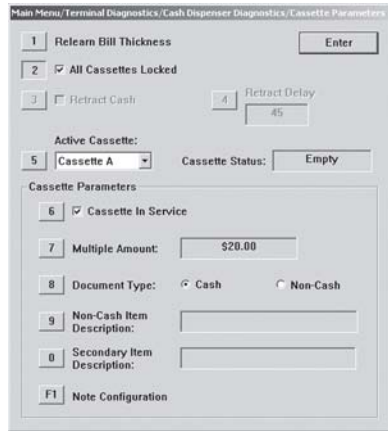 Main Menu/Terminal Diagnostics/Cash Dispenser Diagnostics/Cassette Parameters
1 Relearn Bill Thickness Enter
2 All Cassettes Locked
3 Retract Cash 4 Retract Delay
45
Active Cassette:
5 Cassette A Cassette Status: Empty
Cassette Parameters
6 Cassette In Service
7 Multiple Amount: $20.00
8 Document Type: Cash Non-Cash
9 Non-Cash Item
Description:
0 Secondary Item
Description:
F1 Note Configuration